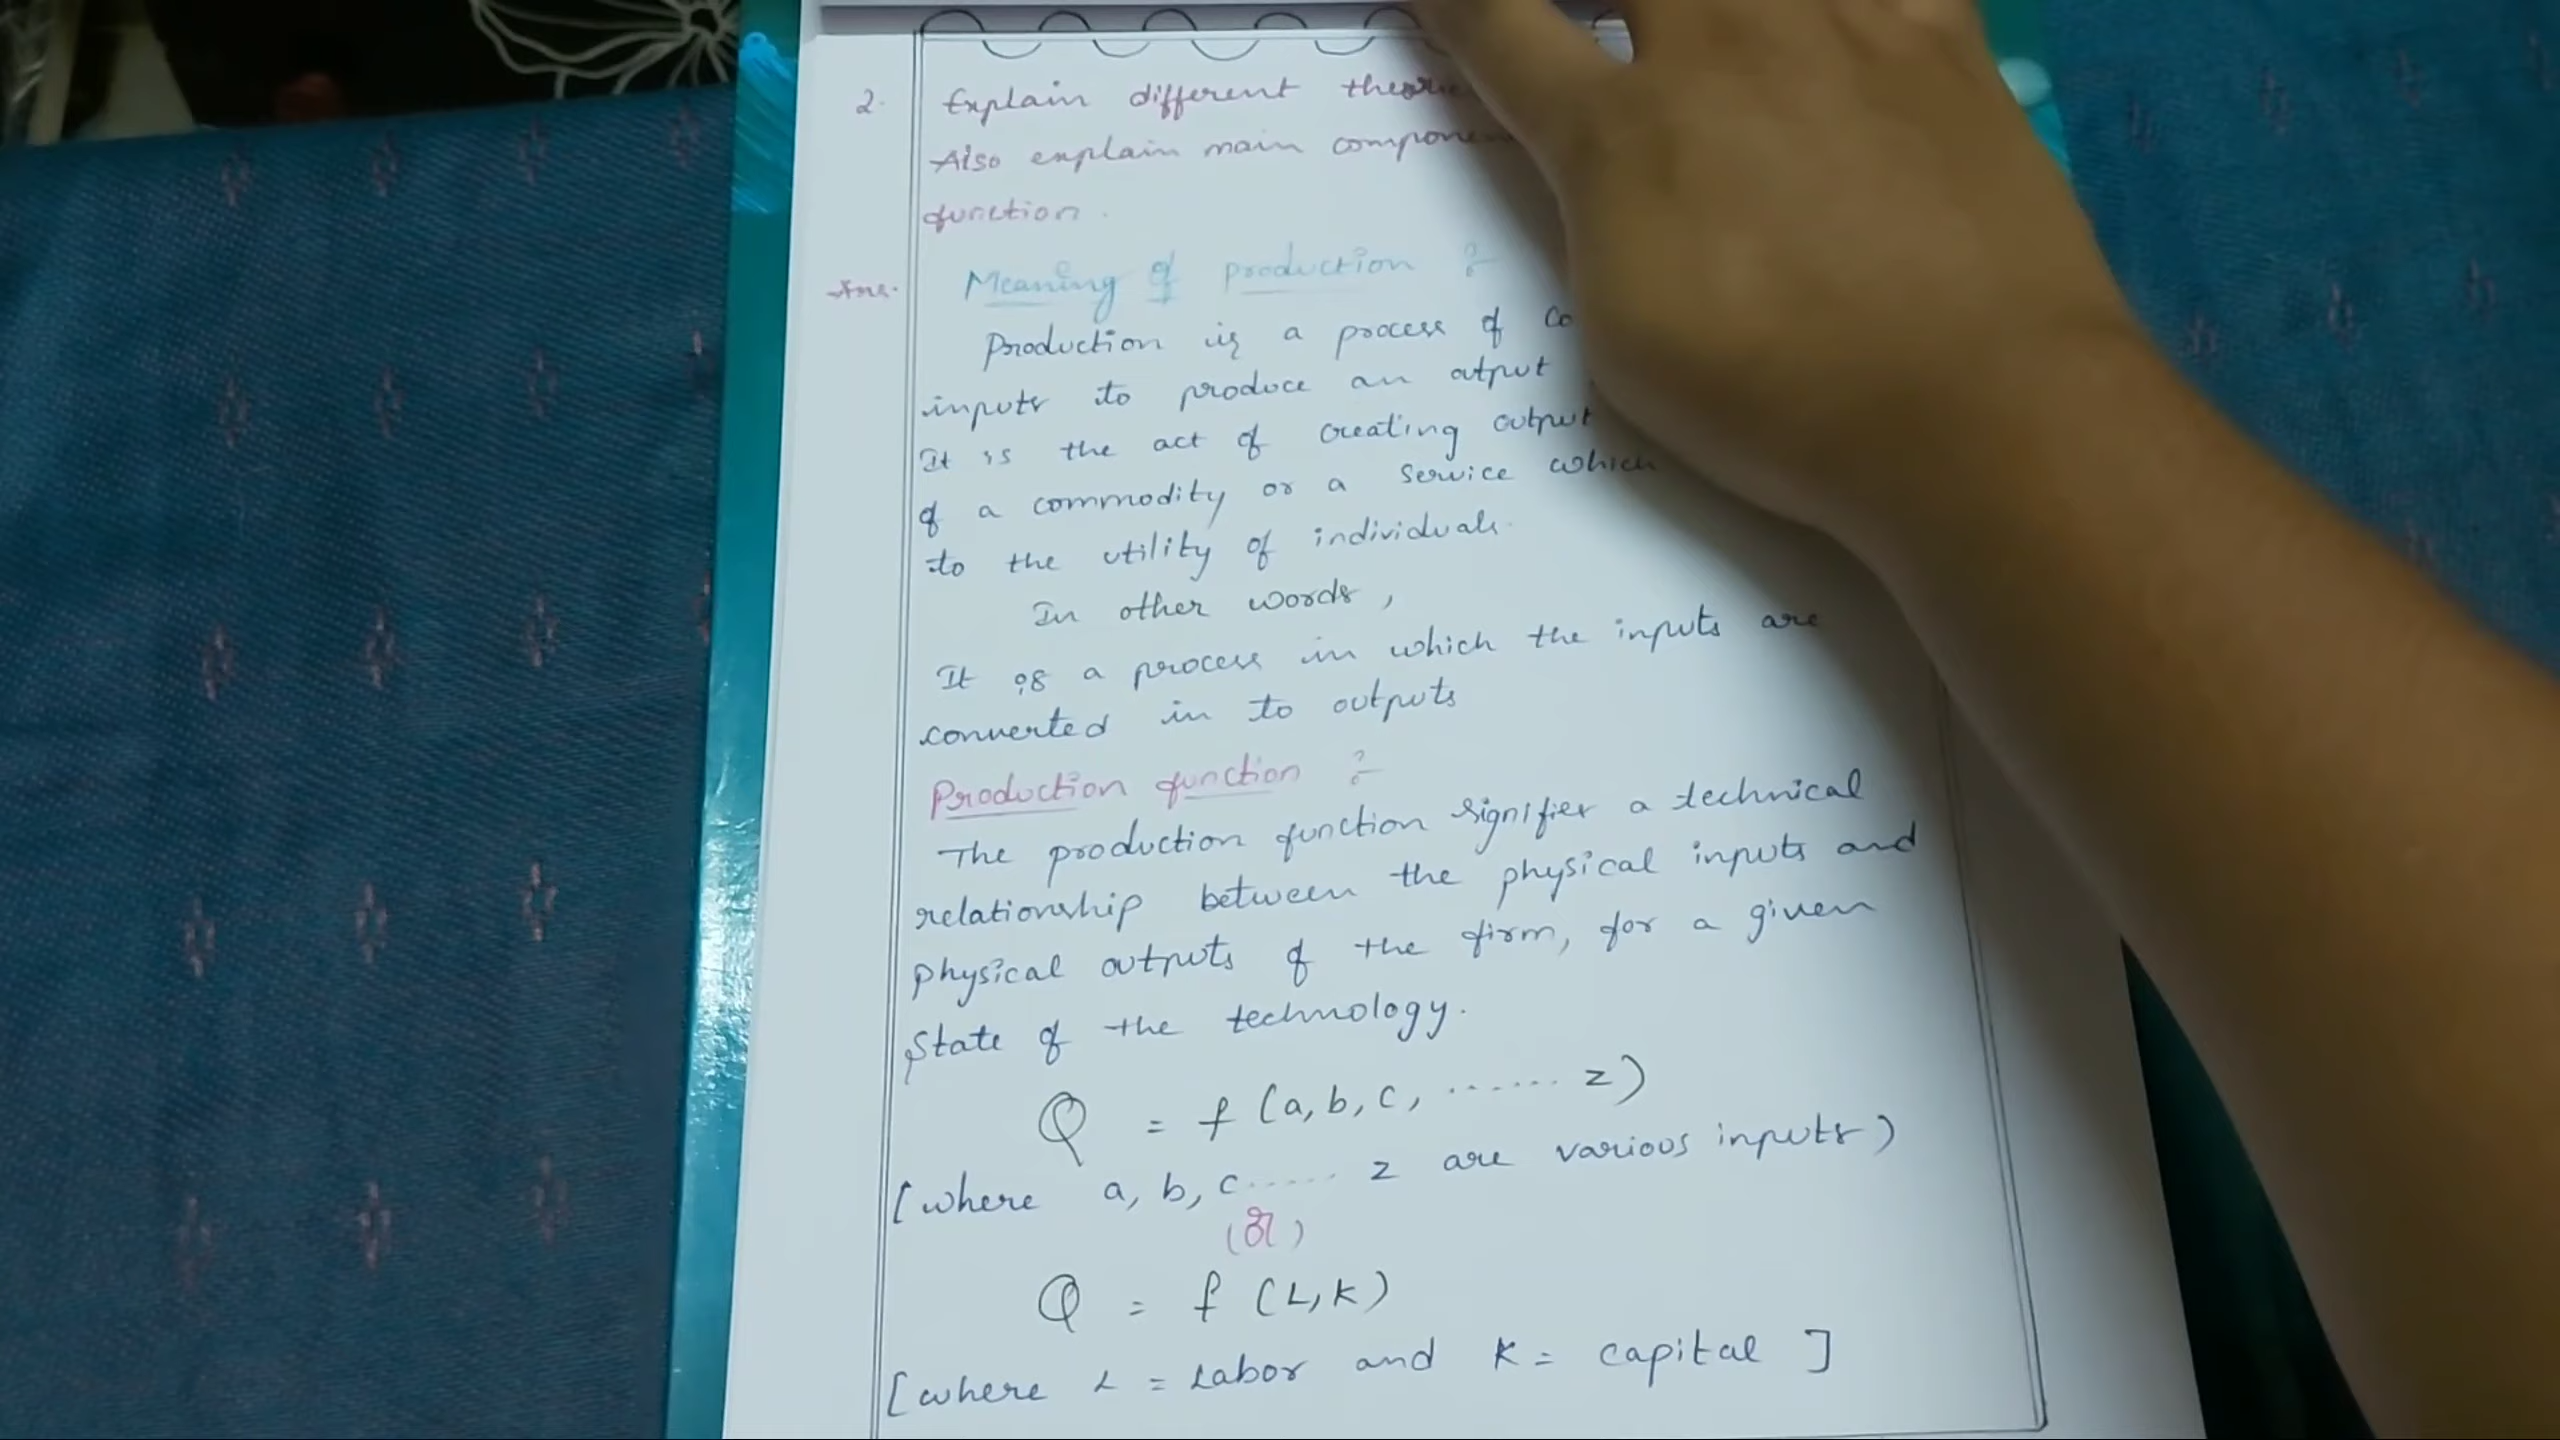 2. Explain different
Also explain main
function.
Ans. Meaning of production :-
Production is a process of
inputs to produce an output
It is the act of creating output
of a commodity or a service which
to the utility of individuals.
In other words,
It is a process in which the inputs are
converted in to outputs
Production function :-
The production function signifies a technical
relationship between the physical inputs and
physical outputs of the firm, for a given
state of the technology.
Q = f (a, b, c, ....... z)
[where a, b, c ...... z are various inputs)
(or)
Q = f (L, K)
[where L = Labor and K = capital ]